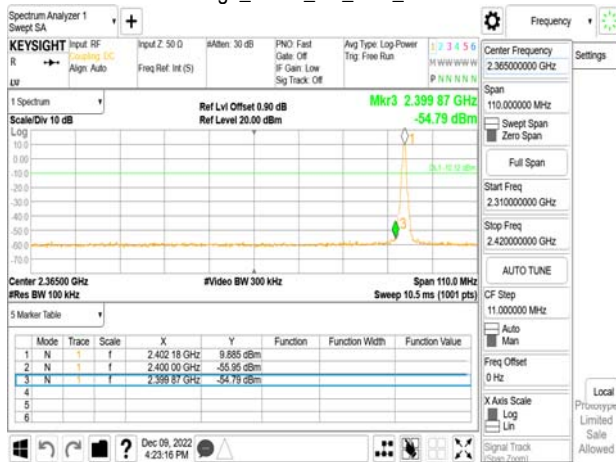 Spectrum Analyzer 1
Swept SA
Frequency
KEYSIGHT
Input: RF
Coupling: DC
Align: Auto
Input Z: 50 Ω
Freq Ref: Int (S)
#Atten: 30 dB
PNO: Fast
Gate: Off
IF Gain: Low
Sig Track: Off
Avg Type: Log-Power
Trig: Free Run
1 2 3 4 5 6
M W W W W W
P N N N N N
R
1 Spectrum
Scale/Div 10 dB
Ref Lvl Offset 0.90 dB
Ref Level 20.00 dBm
Mkr3 2.399 87 GHz
-54.79 dBm
Log
10.0
0.00
-10.0
-20.0
-30.0
-40.0
-50.0
-60.0
-70.0
1
3
Center 2.36500 GHz
#Res BW 100 kHz
#Video BW 300 kHz
Span 110.0 MHz
Sweep 10.5 ms (1001 pts)
5 Marker Table
Mode Trace Scale X Y Function Function Width Function Value
1 N 1 f 2.402 18 GHz 9.885 dBm
2 N 1 f 2.400 00 GHz -55.95 dBm
3 N 1 f 2.399 87 GHz -54.79 dBm
4
5
6
Dec 09, 2022
4:23:16 PM
Center Frequency
2.365000000 GHz
Settings
Span
110.000000 MHz
Swept Span
Zero Span
Full Span
Start Freq
2.310000000 GHz
Stop Freq
2.420000000 GHz
AUTO TUNE
CF Step
11.000000 MHz
Auto
Man
Freq Offset
0 Hz
X Axis Scale
Log
Lin
Signal Track
(Span Zoom)
Local
Prototype
Limited
Sale
Allowed